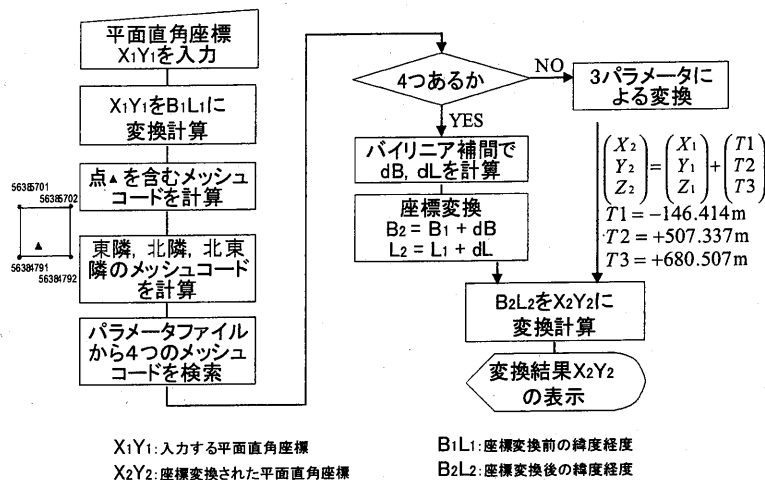 平面直角座標
X₁Y₁を入力
X₁Y₁をB₁L₁に
変換計算
点▲を含むメッシュ
コードを計算
56385701
56385702
▲
56384791
56384792
東隣, 北隣, 北東
隣のメッシュコード
を計算
パラメータファイル
から4つのメッシュ
コードを検索
4つあるか
NO
YES
3パラメータに
よる変換
バイリニア補間で
dB, dLを計算
座標変換
B₂ = B₁ + dB
L₂ = L₁ + dL
(X₂ Y₂ Z₂) = (X₁ Y₁ Z₁) + (T1 T2 T3)
T1 = −146.414m
T2 = +507.337m
T3 = +680.507m
B₂L₂をX₂Y₂に
変換計算
変換結果X₂Y₂
の表示
X₁Y₁:入力する平面直角座標
X₂Y₂:座標変換された平面直角座標
B₁L₁:座標変換前の緯度経度
B₂L₂:座標変換後の緯度経度